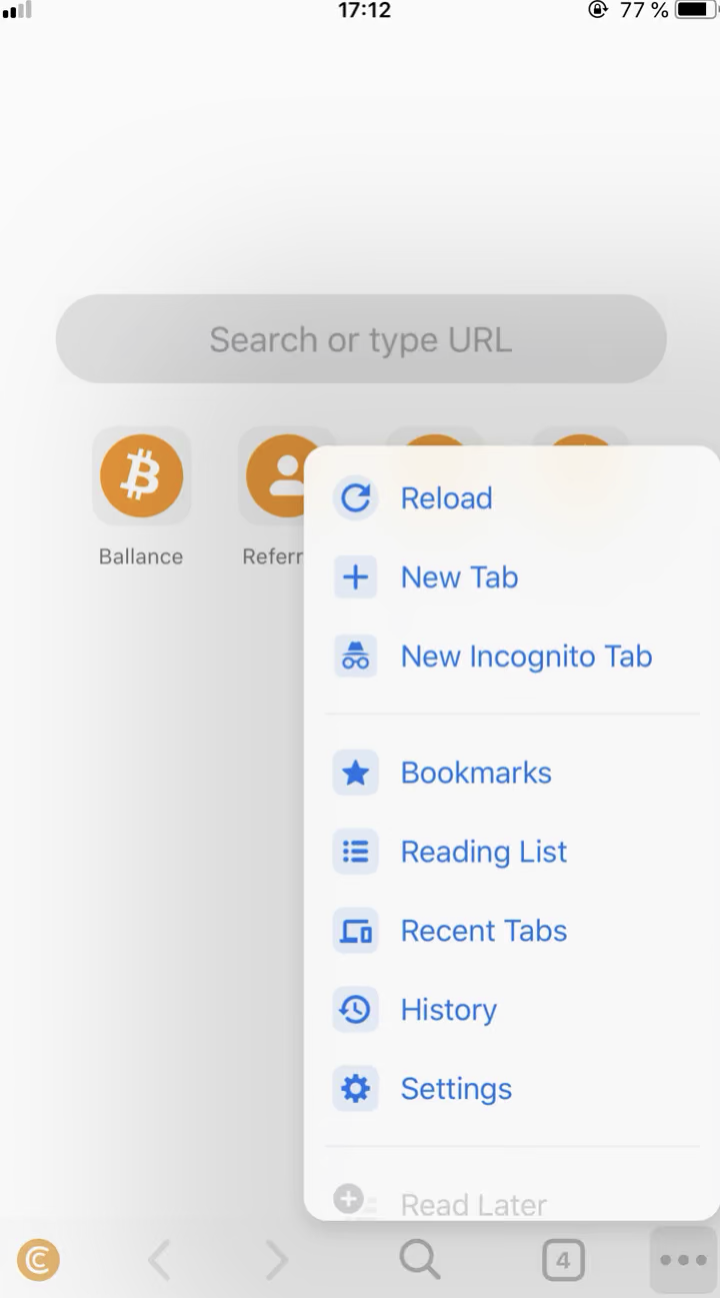 17:12
77 %
Search or type URL
Ballance
Referr
Reload
New Tab
New Incognito Tab
Bookmarks
Reading List
Recent Tabs
History
Settings
Read Later
4